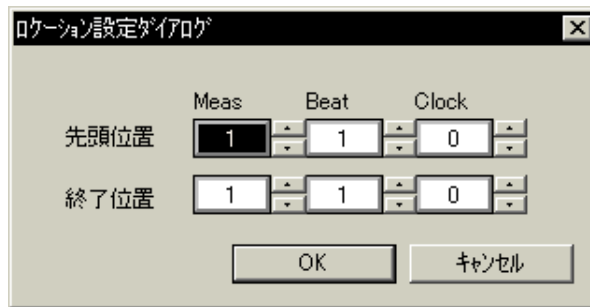 ﾛｹｰｼｮﾝ設定ﾀﾞｲｱﾛｸﾞ
Meas Beat Clock
先頭位置 1 1 0
終了位置 1 1 0
OK ｷｬﾝｾﾙ